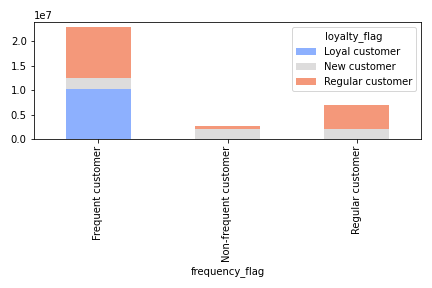 1e7
2.0
1.5
1.0
0.5
0.0
loyalty_flag
Loyal customer
New customer
Regular customer
Frequent customer
Non-frequent customer
Regular customer
frequency_flag